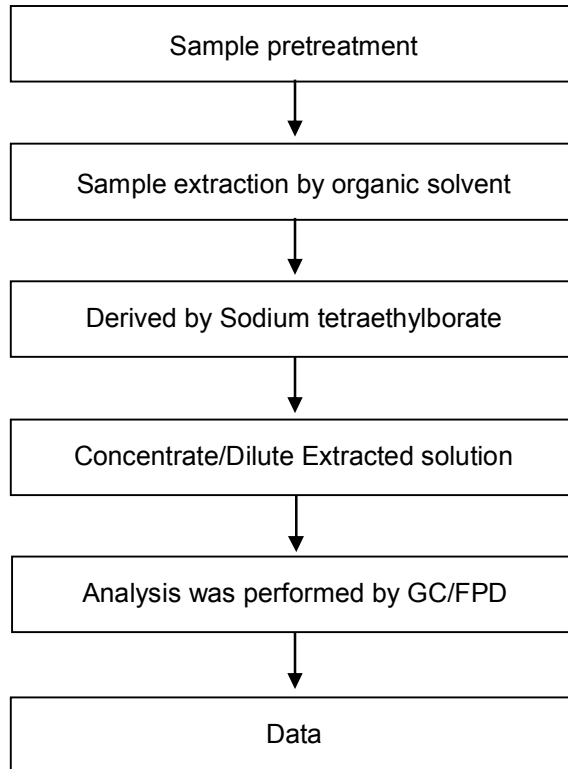 Sample pretreatment
Sample extraction by organic solvent
Derived by Sodium tetraethylborate
Concentrate/Dilute Extracted solution
Analysis was performed by GC/FPD
Data